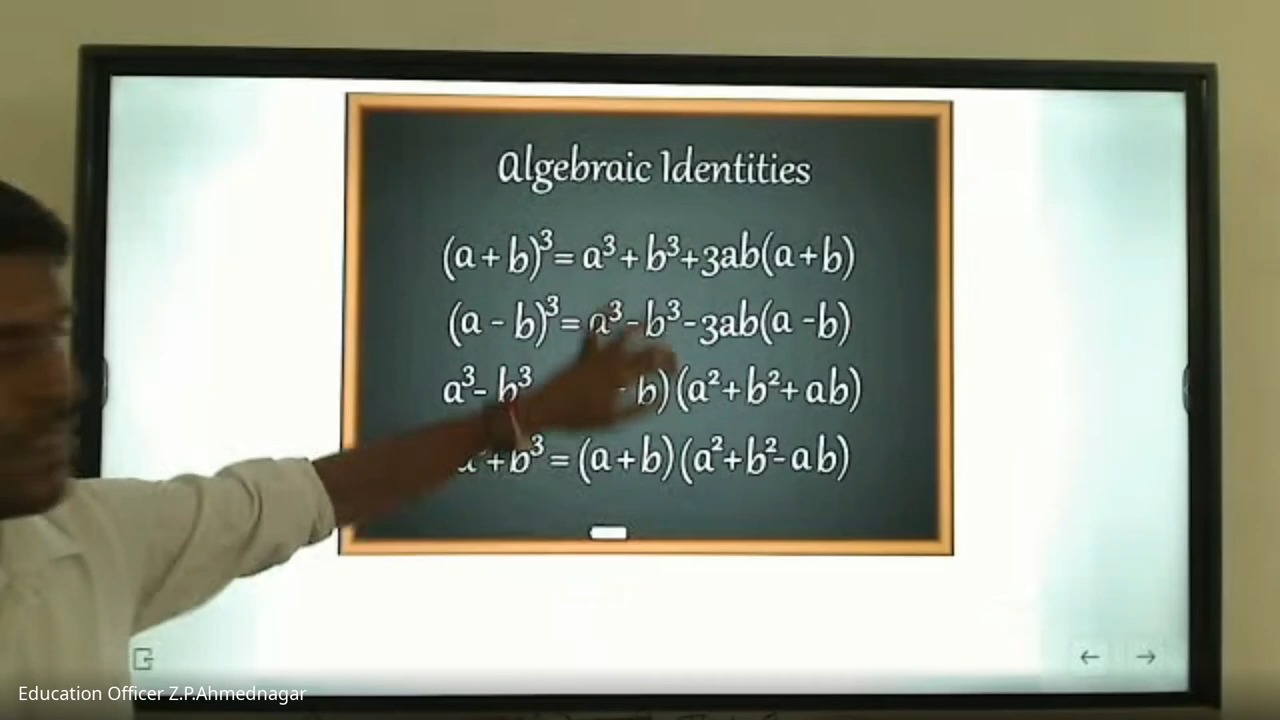 Algebraic Identities
(a + b)³ = a³ + b³ + 3ab(a + b)
(a - b)³ = a³ - b³ - 3ab(a - b)
a³ - b³ - b) (a² + b² + ab)
a³ + b³ = (a + b) (a² + b² - ab)
Education Officer Z.P.Ahmednagar